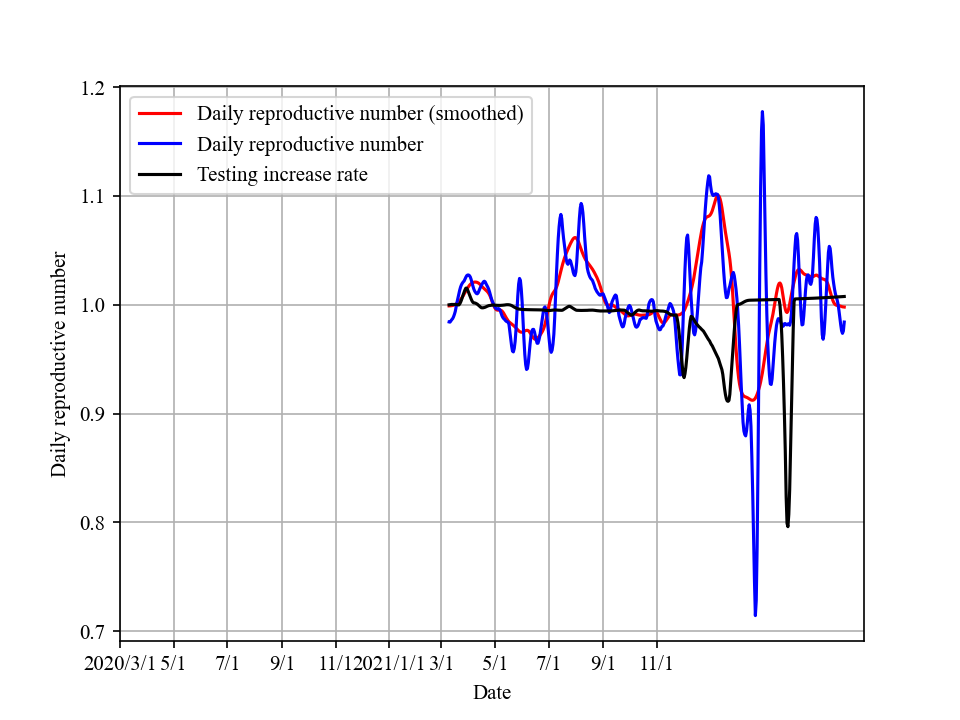 1.2
Daily reproductive number (smoothed)
Daily reproductive number
Testing increase rate
1.1
1.0
0.9
0.8
0.7
Daily reproductive number
2020/3/1 5/1 7/1 9/1 11/1 2021/1/1 3/1 5/1 7/1 9/1 11/1
Date